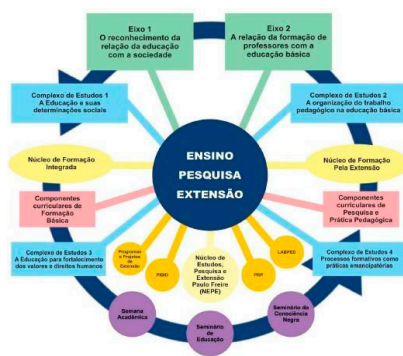 Eixo 1
O reconhecimento da
relação da educação
com a sociedade
Eixo 2
A relação da formação de
professores com a
educação básica
Complexo de Estudos 1
A Educação e suas
determinações sociais
Complexo de Estudos 2
A organização do trabalho
pedagógico na educação básica
ENSINO
PESQUISA
EXTENSÃO
Núcleo de Formação
Integrada
Núcleo de Formação
Pela Extensão
Componentes
curriculares de
Formação
Básica
Componentes
curriculares
de Pesquisa e
Prática Pedagógica
Complexo de Estudos 3
A Educação para fortalecimento
dos valores e direitos humanos
Complexo de Estudos 4
Processos formativos como
práticas emancipatórias
Programas
e Projetos de
Extensão
PIBID
Núcleo
de Estudos,
Pesquisa e
Extensão
Paulo Freire
(NEPE)
PRP
LABPED
Semana
Acadêmica
Seminário
de Educação
Seminário da
Consciência
Negra